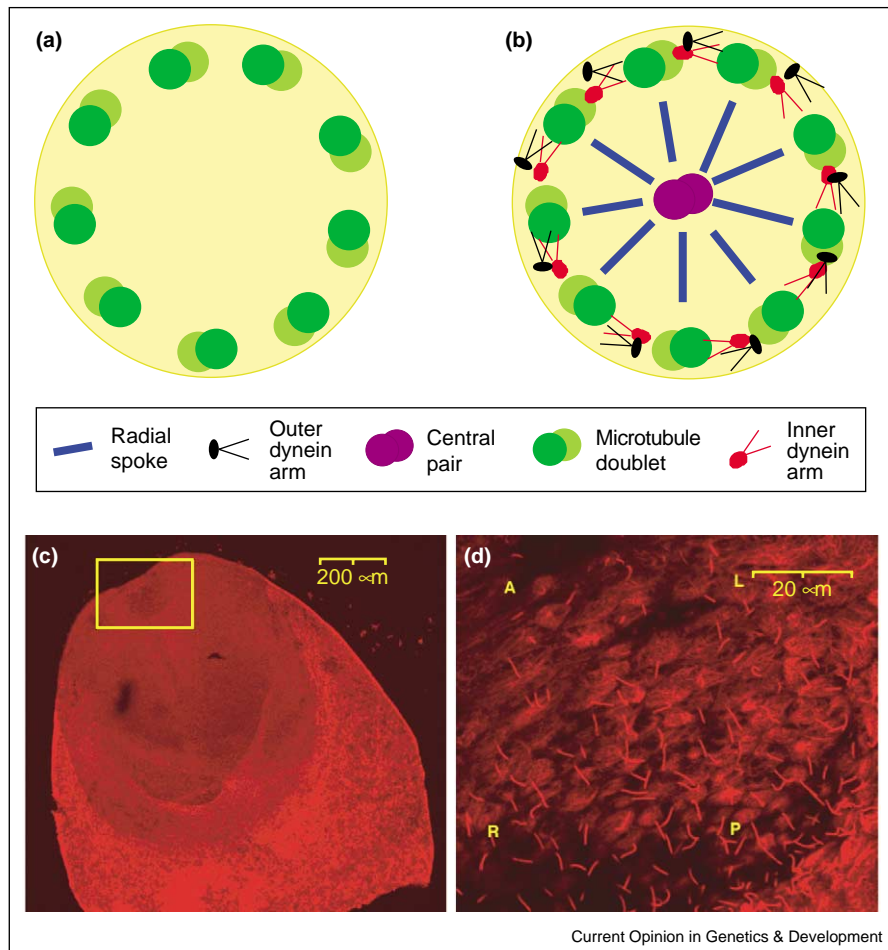 (a)
(b)
Radial spoke
Outer dynein arm
Central pair
Microtubule doublet
Inner dynein arm
(c)
200 ∝m
(d)
A
L
20 ∝m
R
P
Current Opinion in Genetics & Development